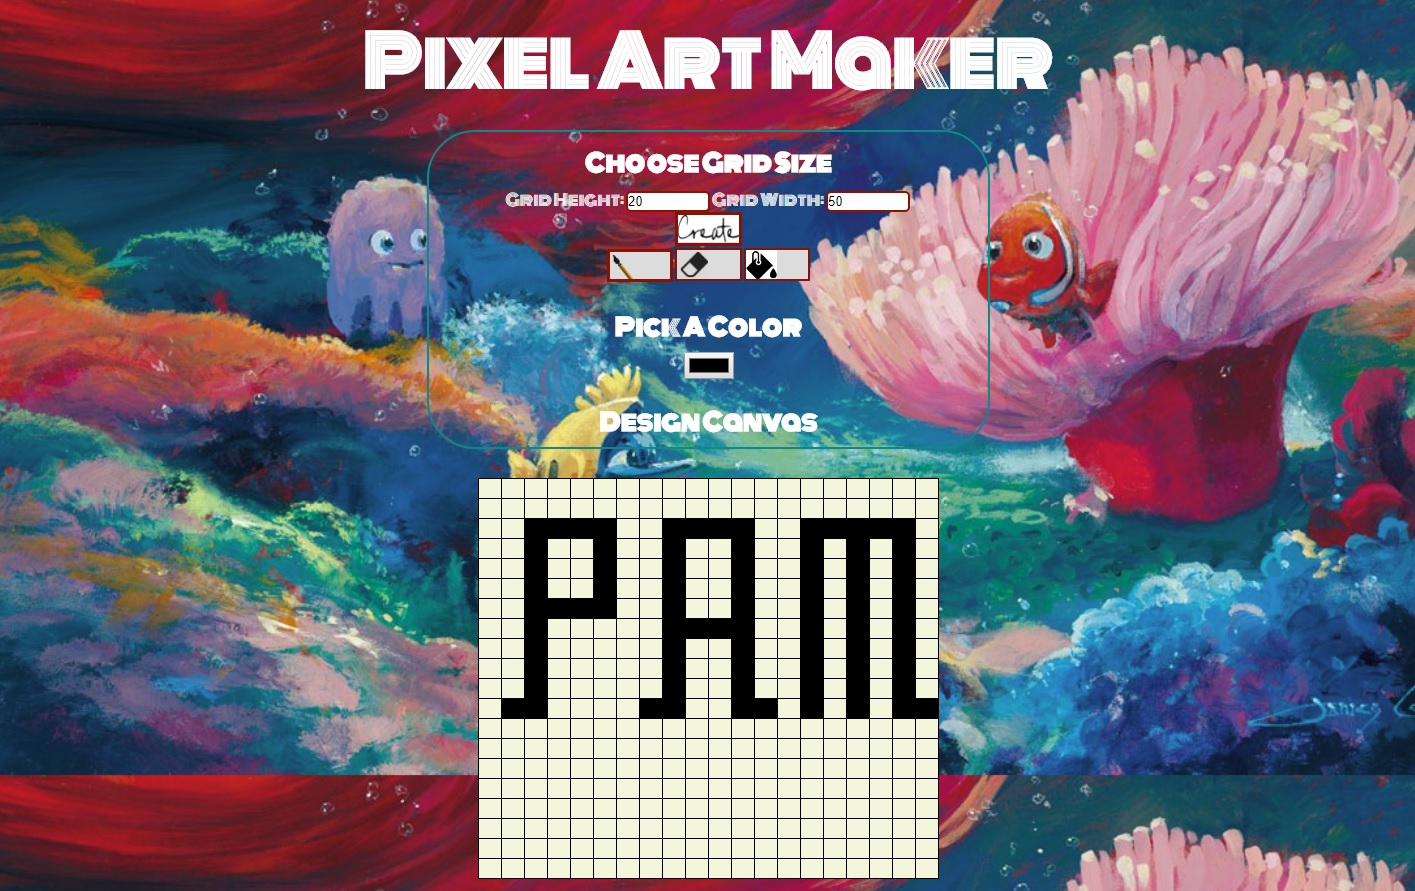 PIXEL ART MAKER
CHOOSE GRID SIZE
GRID HEIGHT: 20 GRID WIDTH: 50
Create
PICK A COLOR
DESIGN CANVAS
PAM